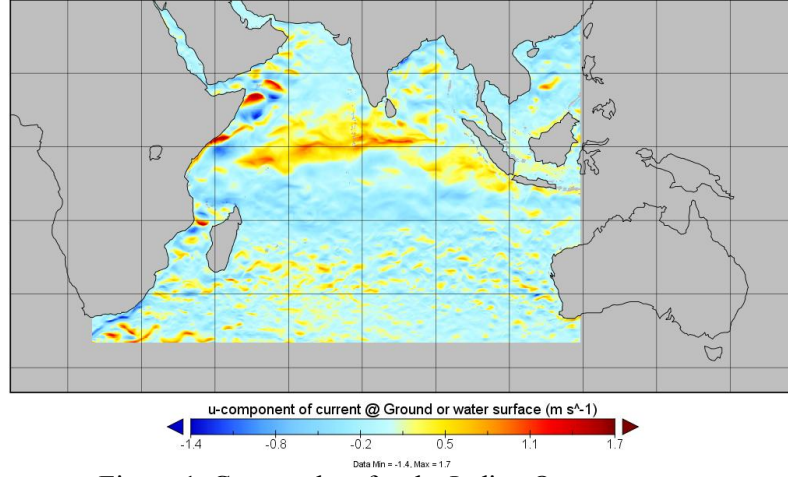 u-component of current @ Ground or water surface (m s^-1)
-1.4 -0.8 -0.2 0.5 1.1 1.7
Data Min = -1.4, Max = 1.7